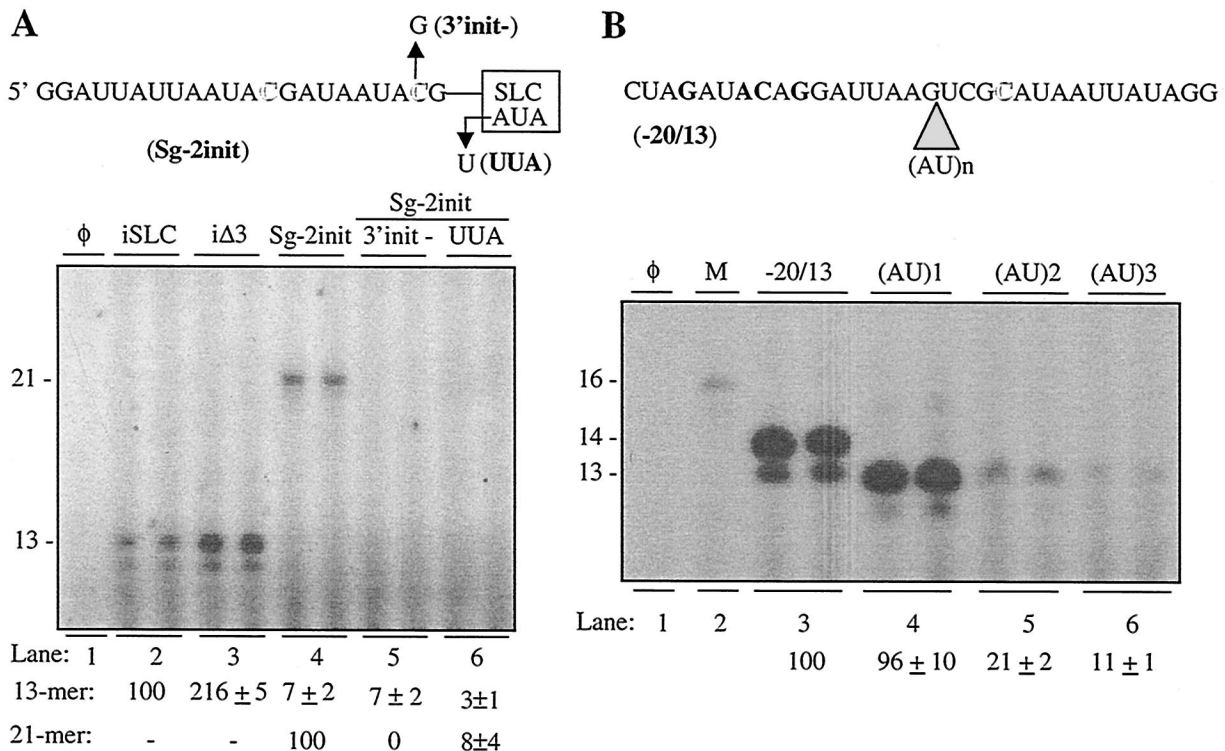 A
G (3'init-)
5' GGAUUAUUAAUACGAUAAUACG
SLC
AUA
(Sg-2init)
U (UUA)
Sg-2init
ϕ iSLC iΔ3 Sg-2init 3'init - UUA
21 -
13 -
Lane: 1 2 3 4 5 6
13-mer: 100 216 ± 5 7 ± 2 7 ± 2 3±1
21-mer: - - 100 0 8±4
B
CUAGAUACAGGAUUAAGUCGCAUAAUUAUAGG
(-20/13)
(AU)n
ϕ M -20/13 (AU)1 (AU)2 (AU)3
16 -
14 -
13 -
Lane: 1 2 3 4 5 6
100 96 ± 10 21 ± 2 11 ± 1